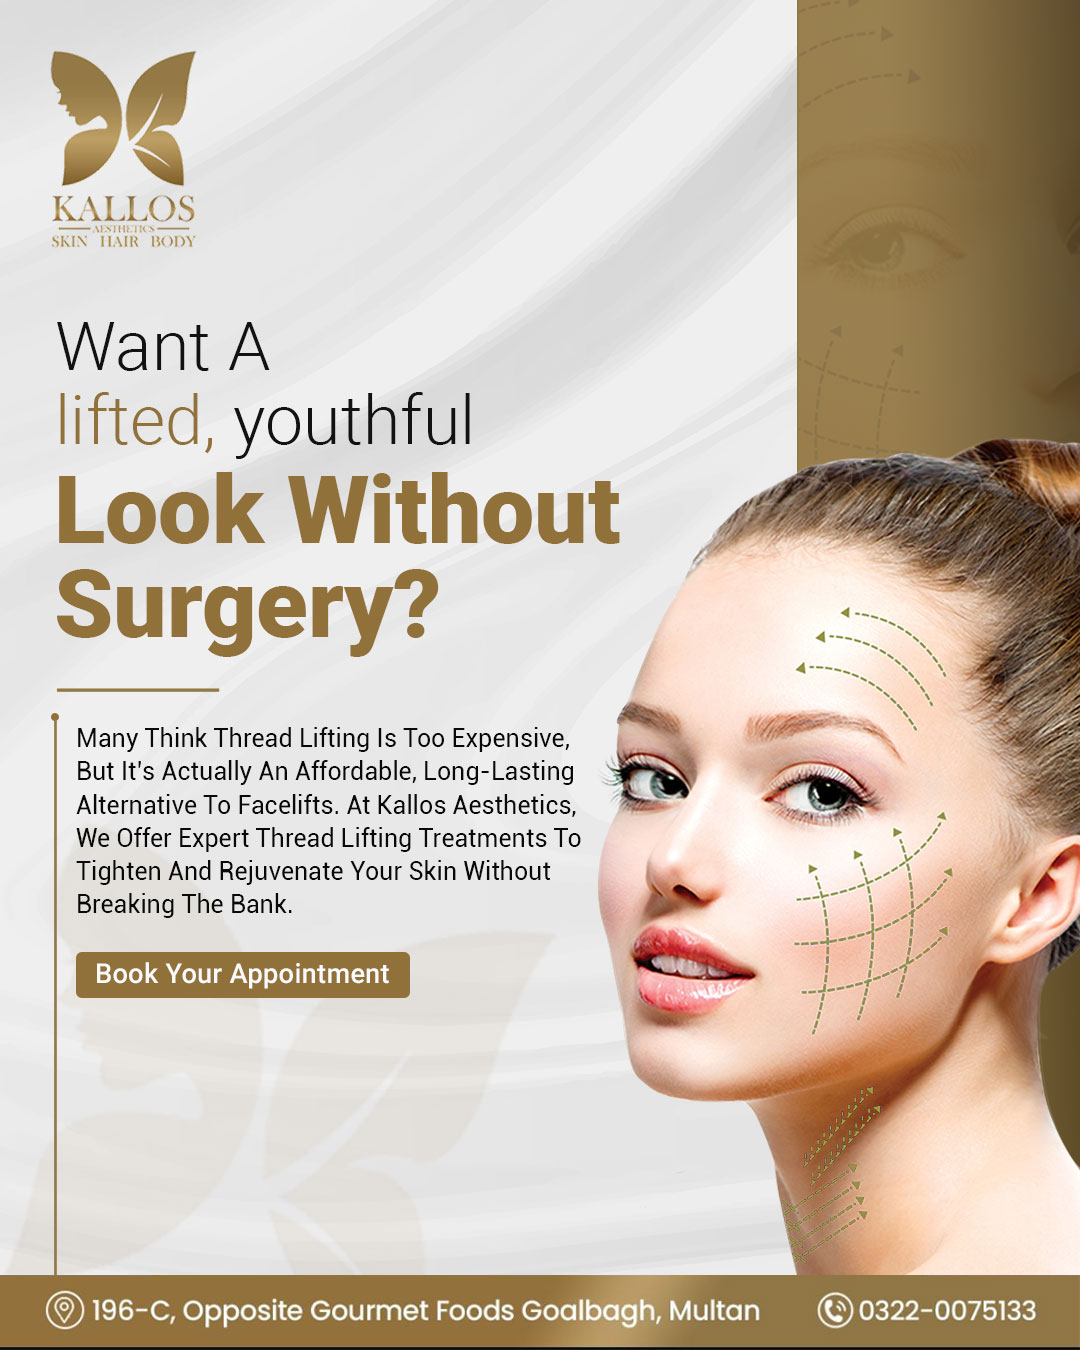 KALLOS
AESTHETICS
SKIN HAIR BODY
Want A
lifted, youthful
Look Without
Surgery?
Many Think Thread Lifting Is Too Expensive,
But It's Actually An Affordable, Long-Lasting
Alternative To Facelifts. At Kallos Aesthetics,
We Offer Expert Thread Lifting Treatments To
Tighten And Rejuvenate Your Skin Without
Breaking The Bank.
Book Your Appointment
196-C, Opposite Gourmet Foods Goalbagh, Multan
0322-0075133